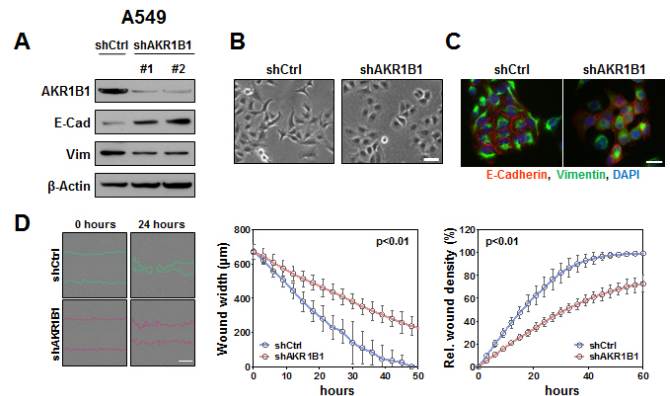 A549
A
shCtrl shAKR1B1
#1 #2
AKR1B1
E-Cad
Vim
β-Actin
B
shCtrl shAKR1B1
C
shCtrl shAKR1B1
E-Cadherin, Vimentin, DAPI
D
0 hours 24 hours
shCtrl
shAKR1B1
Wound width (μm)
800
600
400
200
0
p<0.01
shCtrl
shAKR1B1
0 10 20 30 40 50
hours
Rel. wound density (%)
120
100
80
60
40
20
0
p<0.01
shCtrl
shAKR1B1
0 20 40 60
hours